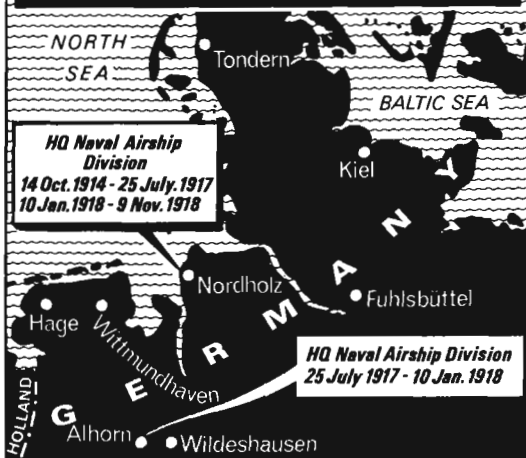 NORTH
SEA
Tondern
BALTIC SEA
HQ Naval Airship
Division
14 Oct. 1914 - 25 July. 1917
10 Jan. 1918 - 9 Nov. 1918
Kiel
Nordholz
Fuhlsbüttel
Hage
Wittmundhaven
GERMANY
HQ Naval Airship Division
25 July 1917 - 10 Jan. 1918
HOLLAND
Alhorn
Wildeshausen